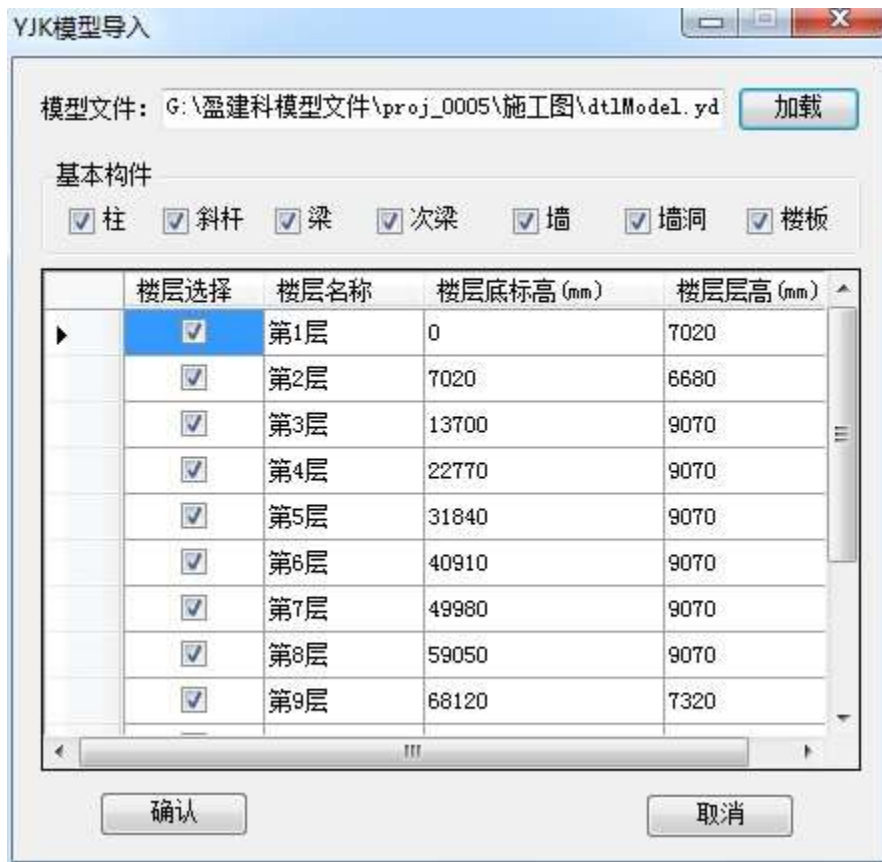 YJK模型导入
模型文件: G:\盈建科模型文件\proj_0005\施工图\dtlModel.yd 加载
基本构件
柱 斜杆 梁 次梁 墙 墙洞 楼板
楼层选择 楼层名称 楼层底标高(mm) 楼层层高(mm)
第1层 0 7020
第2层 7020 6680
第3层 13700 9070
第4层 22770 9070
第5层 31840 9070
第6层 40910 9070
第7层 49980 9070
第8层 59050 9070
第9层 68120 7320
确认 取消